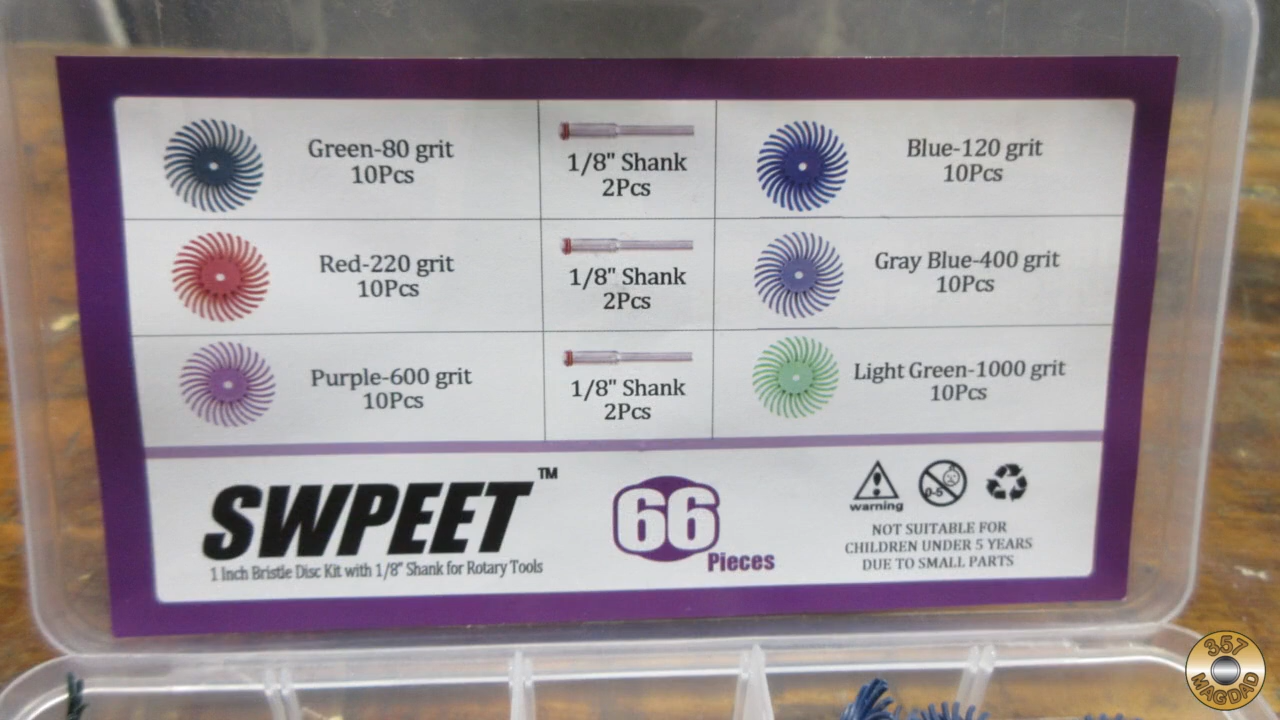 Green-80 grit
10Pcs
1/8" Shank
2Pcs
Blue-120 grit
10Pcs
Red-220 grit
10Pcs
1/8" Shank
2Pcs
Gray Blue-400 grit
10Pcs
Purple-600 grit
10Pcs
1/8" Shank
2Pcs
Light Green-1000 grit
10Pcs
SWPEET™
1 Inch Bristle Disc Kit with 1/8" Shank for Rotary Tools
66
Pieces
warning
0-5
NOT SUITABLE FOR
CHILDREN UNDER 5 YEARS
DUE TO SMALL PARTS
357
MAGDAD